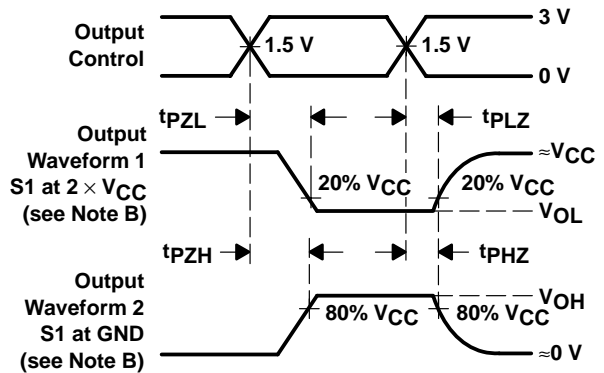 Output
Control
3 V
1.5 V
1.5 V
0 V
tPZL
tPLZ
Output
Waveform 1
S1 at 2 × VCC
(see Note B)
≈VCC
20% VCC
20% VCC
VOL
tPZH
tPHZ
Output
Waveform 2
S1 at GND
(see Note B)
VOH
80% VCC
80% VCC
≈0 V